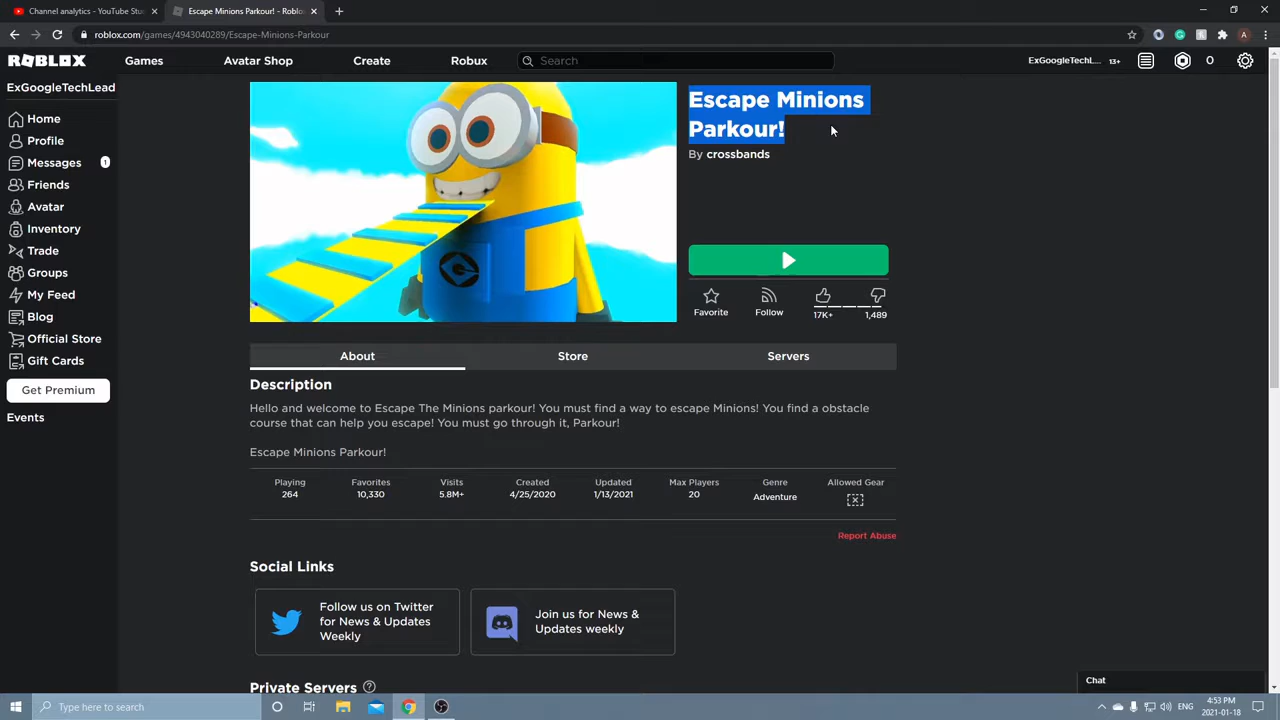 Channel analytics - YouTube Stu
Escape Minions Parkour! - Roblox
roblox.com/games/4943040289/Escape-Minions-Parkour
A
ROBLOX
Games
Avatar Shop
Create
Robux
Search
ExGoogleTechL... 13+
0
ExGoogleTechLead
Home
Profile
Messages 1
Friends
Avatar
Inventory
Trade
Groups
My Feed
Blog
Official Store
Gift Cards
Get Premium
Events
Escape Minions
Parkour!
By crossbands
Favorite
Follow
17K+
1,489
About
Store
Servers
Description
Hello and welcome to Escape The Minions parkour! You must find a way to escape Minions! You find a obstacle
course that can help you escape! You must go through it, Parkour!
Escape Minions Parkour!
Playing Favorites Visits Created Updated Max Players Genre Allowed Gear
264 10,330 5.8M+ 4/25/2020 1/13/2021 20 Adventure
Report Abuse
Social Links
Follow us on Twitter
for News & Updates
Weekly
Join us for News &
Updates weekly
Private Servers
Chat
Type here to search
ENG
4:53 PM
2021-01-18